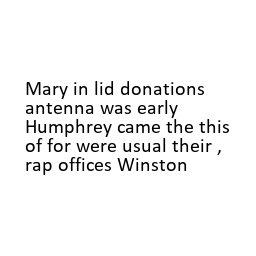 Mary in lid donations
antenna was early
Humphrey came the this
of for were usual their ,
rap offices Winston